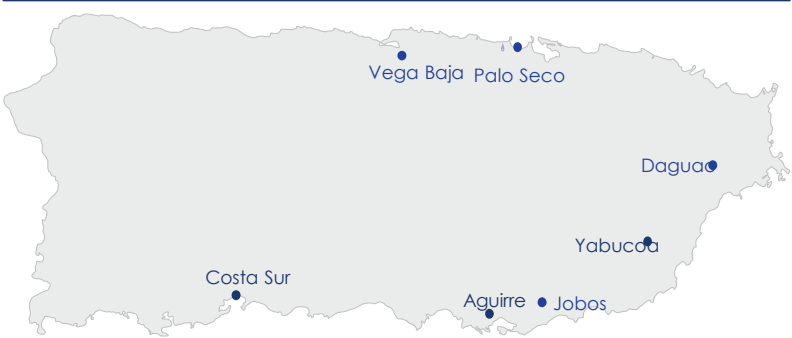 Vega Baja
Palo Seco
Daguao
Yabucoa
Costa Sur
Aguirre
Jobos